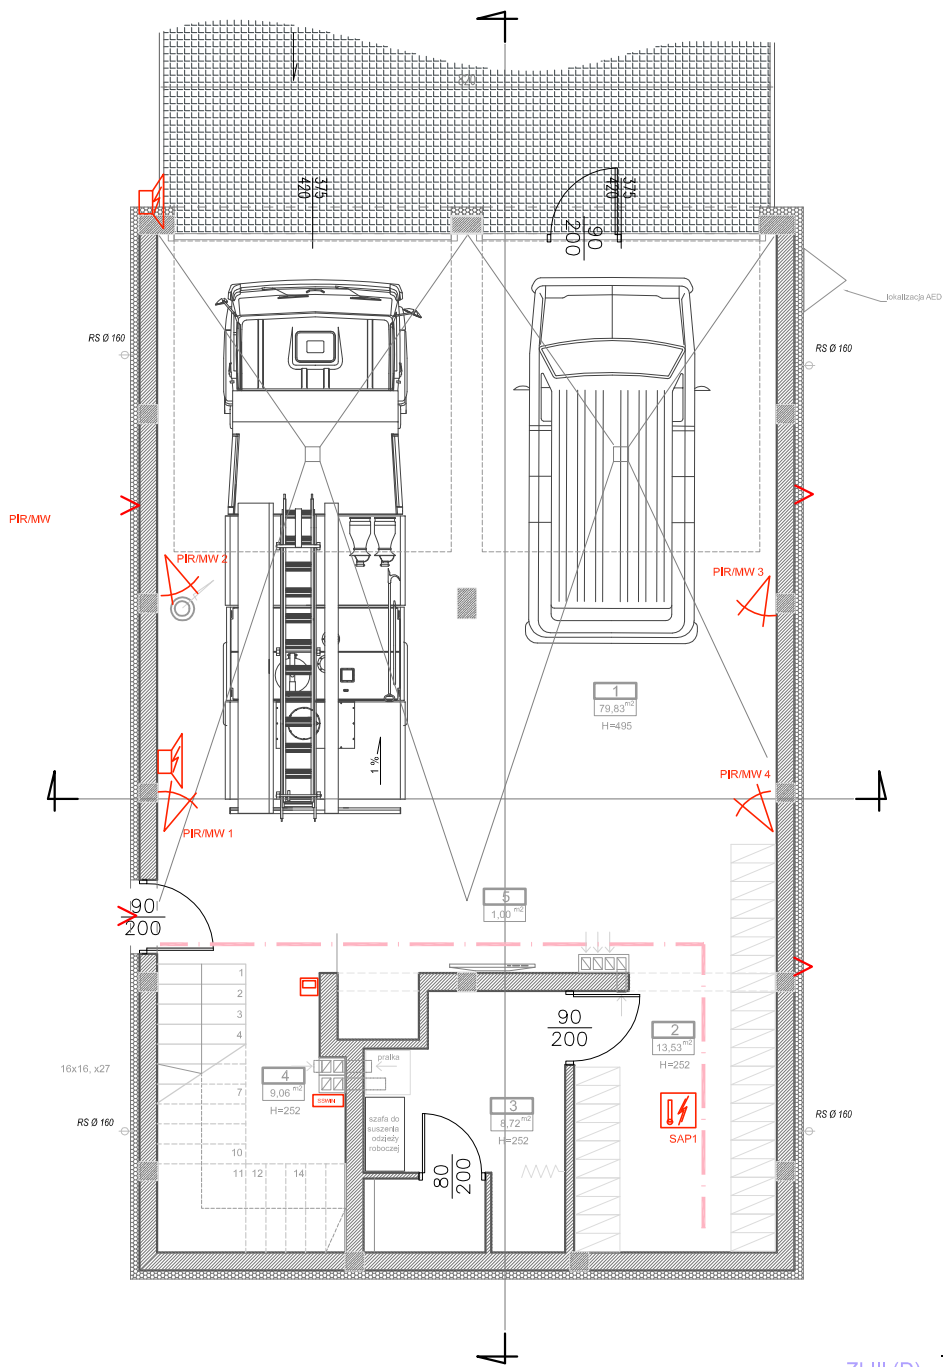 820
375
420
375
420
90
200
lokalizacja AED
RS Ø 160
RS Ø 160
PIR/MW
PIR/MW 2
PIR/MW 3
1
79,83 m2
H=495
1 %
PIR/MW 4
PIR/MW 1
5
1,00 m2
90
200
1
2
3
4
7
10
11 12 14
16x16, x27
90
200
2
13,53 m2
H=252
pralka
4
9,06 m2
H=252
SSWiN
szafa do
suszenia
odzieży
roboczej
3
8,72 m2
H=252
SAP1
RS Ø 160
RS Ø 160
80
200